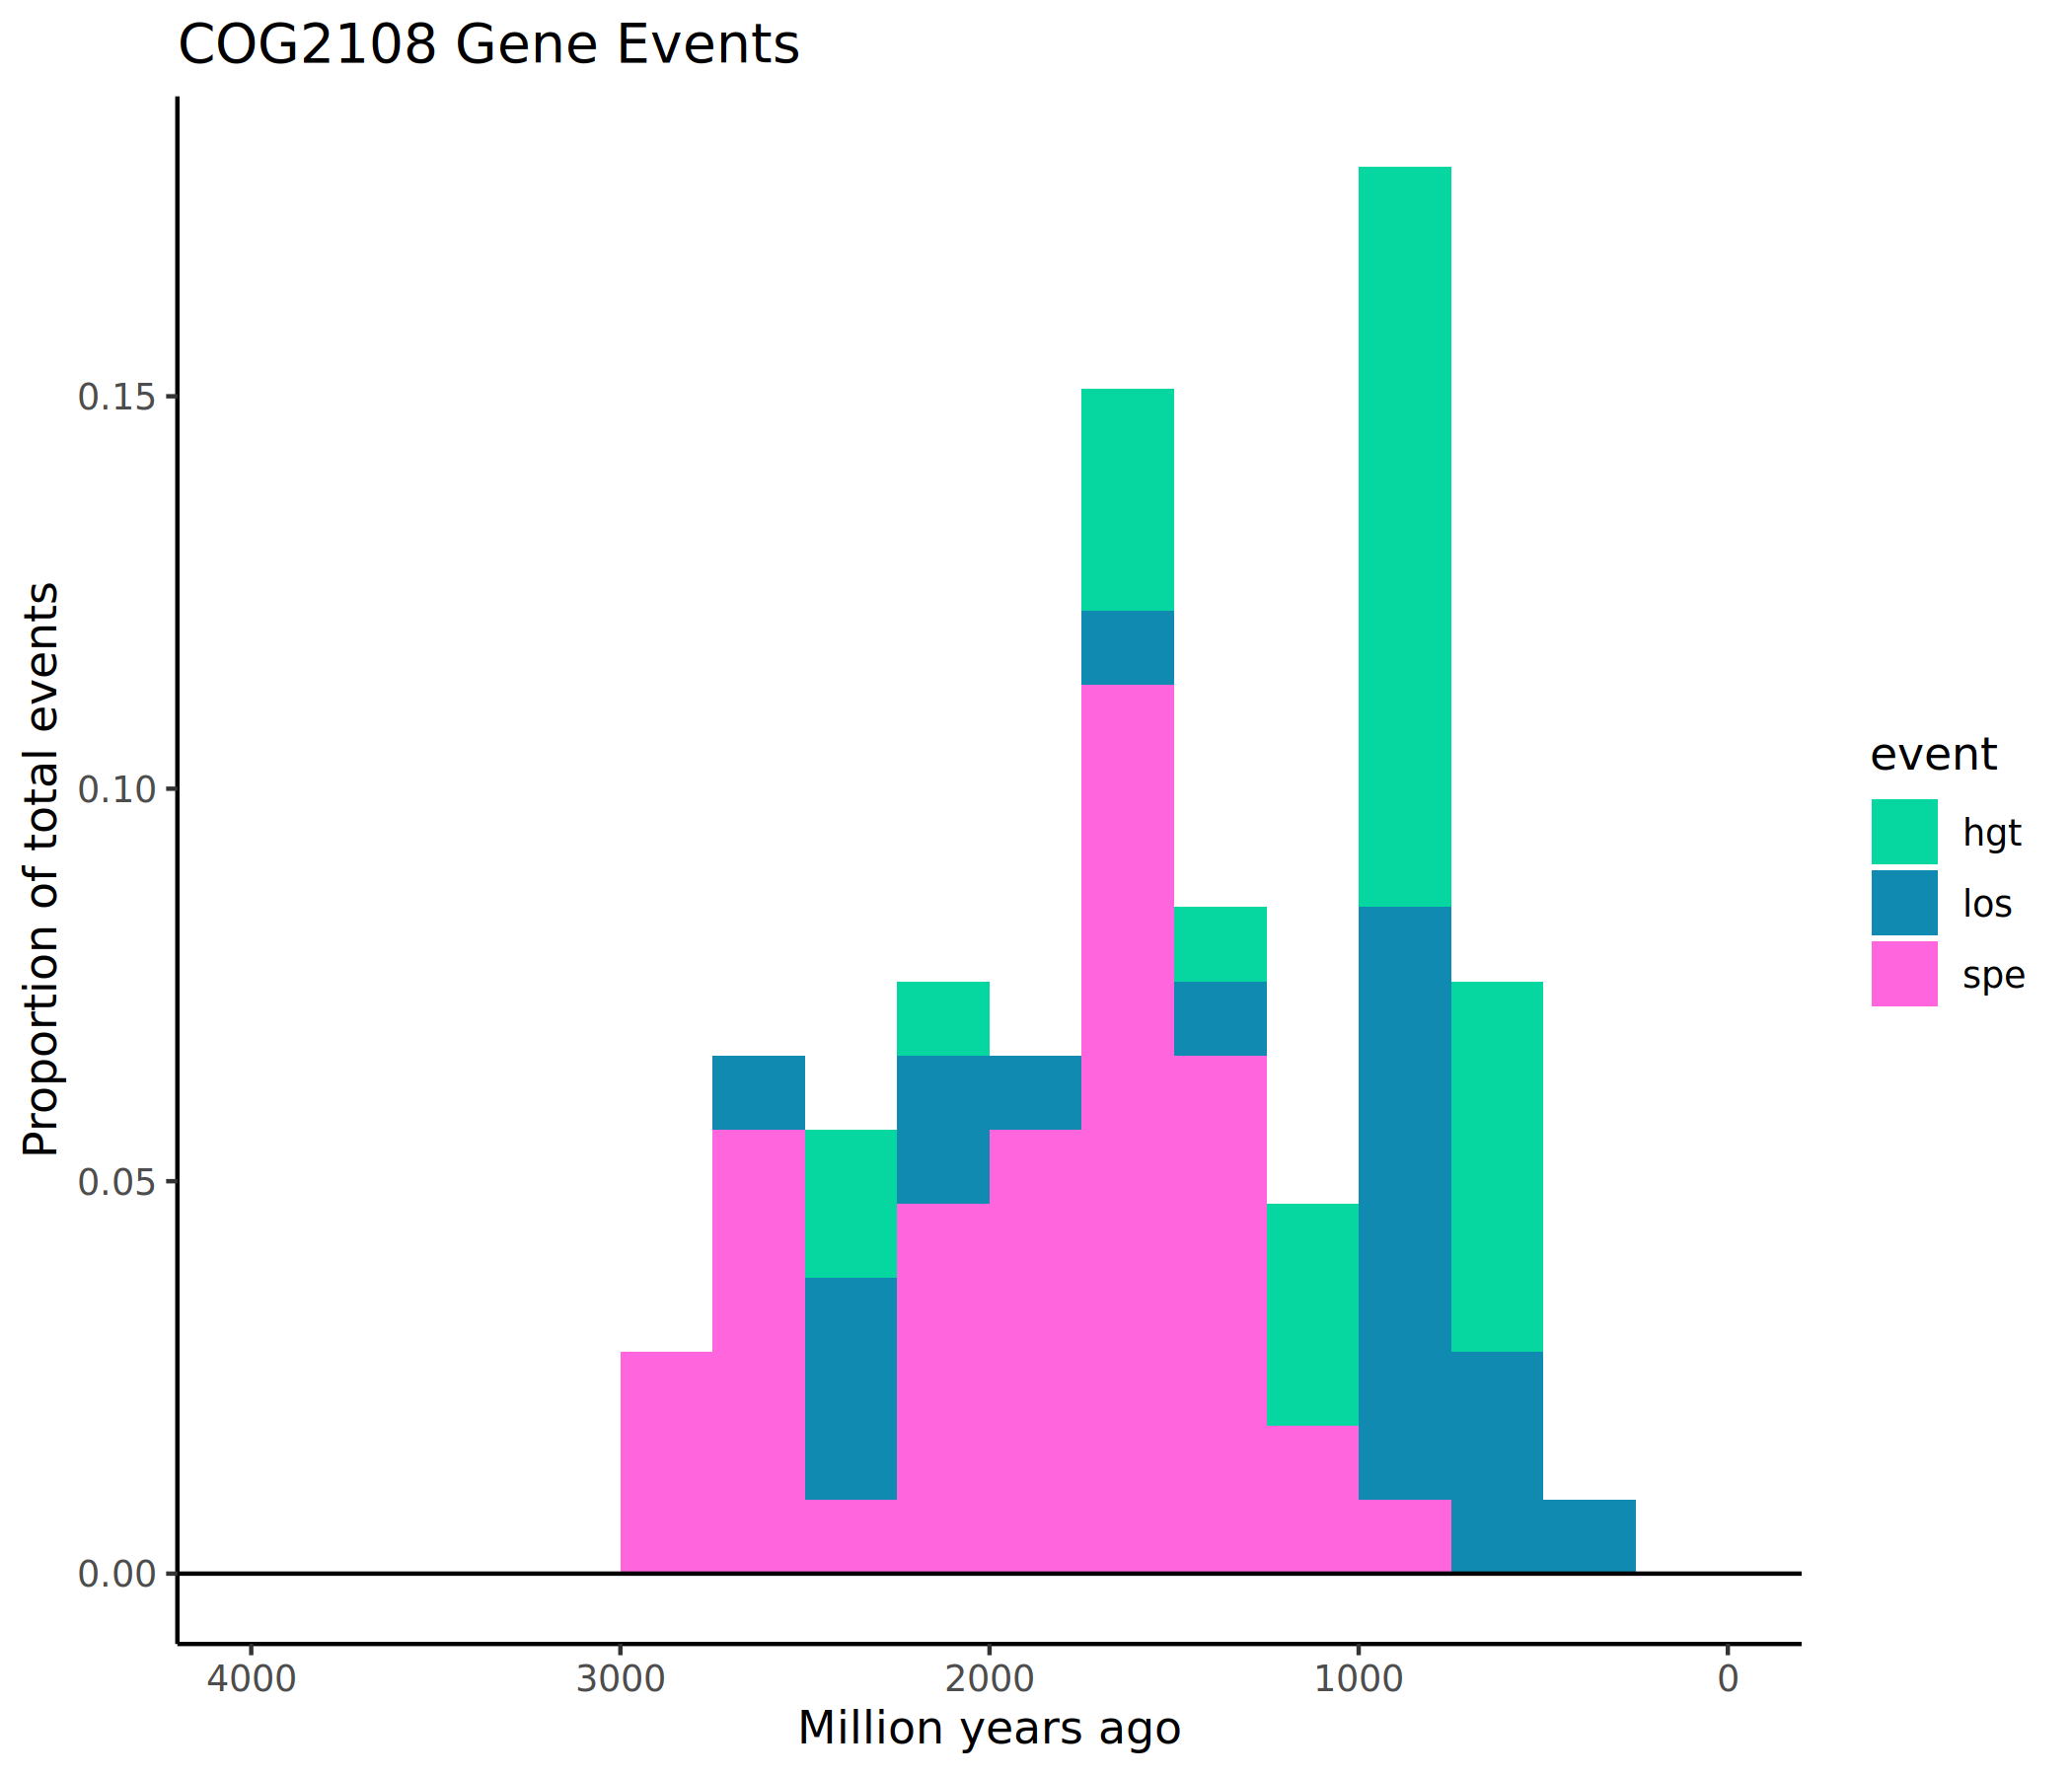 COG2108 Gene Events
Proportion of total events
0.15
0.10
0.05
0.00
4000 3000 2000 1000 0
Million years ago
event
hgt
los
spe